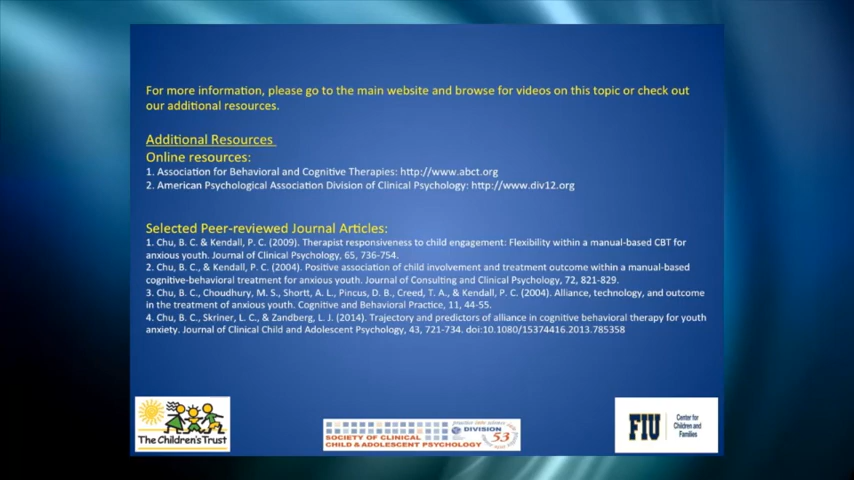 For more information, please go to the main website and browse for videos on this topic or check out
our additional resources.
Additional Resources
Online resources:
1. Association for Behavioral and Cognitive Therapies: http://www.abct.org
2. American Psychological Association Division of Clinical Psychology: http://www.div12.org
Selected Peer-reviewed Journal Articles:
1. Chu, B. C. & Kendall, P. C. (2009). Therapist responsiveness to child engagement: Flexibility within a manual-based CBT for
anxious youth. Journal of Clinical Psychology, 65, 736-754.
2. Chu, B. C., & Kendall, P. C. (2004). Positive association of child involvement and treatment outcome within a manual-based
cognitive-behavioral treatment for anxious youth. Journal of Consulting and Clinical Psychology, 72, 821-829.
3. Chu, B. C., Choudhury, M. S., Shortt, A. L., Pincus, D. B., Creed, T. A., & Kendall, P. C. (2004). Alliance, technology, and outcome
in the treatment of anxious youth. Cognitive and Behavioral Practice, 11, 44-55.
4. Chu, B. C., Skriner, L. C., & Zandberg, L. J. (2014). Trajectory and predictors of alliance in cognitive behavioral therapy for youth
anxiety. Journal of Clinical Child and Adolescent Psychology, 43, 721-734. doi:10.1080/15374416.2013.785358
The Children's Trust
DIVISION
53
SOCIETY OF CLINICAL
CHILD & ADOLESCENT PSYCHOLOGY
FIU
Center for
Children and
Families